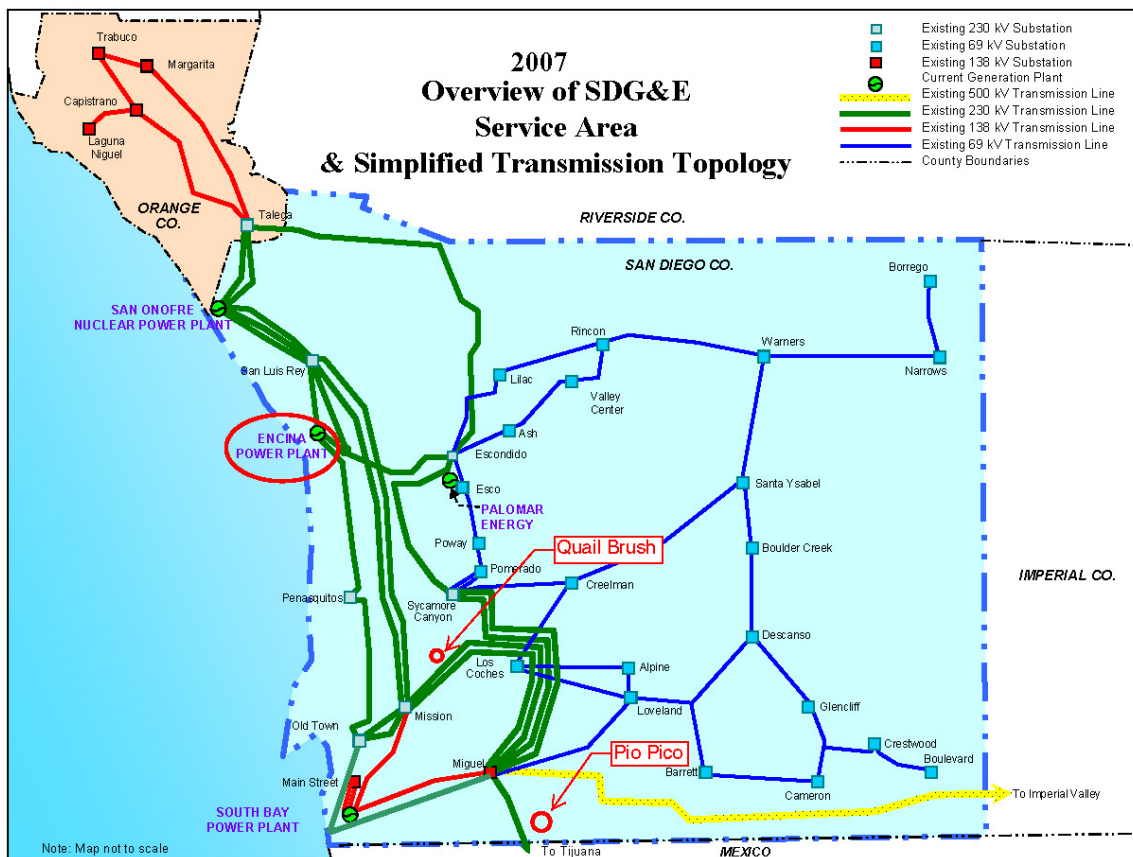 2007
Overview of SDG&E
Service Area
& Simplified Transmission Topology
Existing 230 kV Substation
Existing 69 kV Substation
Existing 138 kV Substation
Current Generation Plant
Existing 500 kV Transmission Line
Existing 230 kV Transmission Line
Existing 138 kV Transmission Line
Existing 69 kV Transmission Line
County Boundaries
Trabuco
Margarita
Capistrano
Laguna
Niguel
ORANGE
CO.
Talega
RIVERSIDE CO.
SAN DIEGO CO.
Borrego
SAN ONOFRE
NUCLEAR POWER PLANT
Rincon
Warners
Narrows
San Luis Rey
Lilac
Valley
Center
ENCINA
POWER PLANT
Ash
Escondido
Esco
Santa Ysabel
PALOMAR
ENERGY
Poway
Quail Brush
Boulder Creek
Pomerado
Creelman
IMPERIAL CO.
Penasquitos
Sycamore
Canyon
Descanso
Los
Coches
Alpine
Loveland
Mission
Glencliff
Old Town
Miguel
Pio Pico
Crestwood
Boulevard
Main Street
Barrett
Cameron
To Imperial Valley
SOUTH BAY
POWER PLANT
Note: Map not to scale
To Tijuana
MEXICO